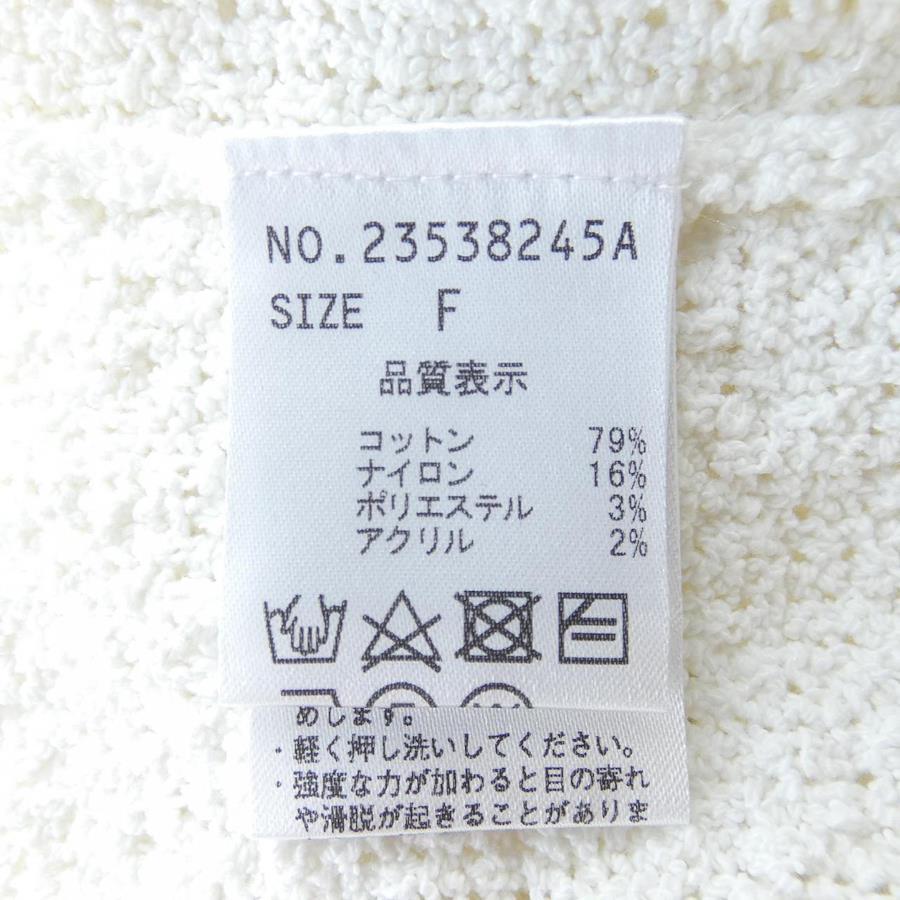 NO.23538245A
SIZE F
品質表示
コットン 79%
ナイロン 16%
ポリエステル 3%
アクリル 2%
めします。
・軽く押し洗いしてください。
・強度な力が加わると目の寄れ
や滑脱が起きることがありま